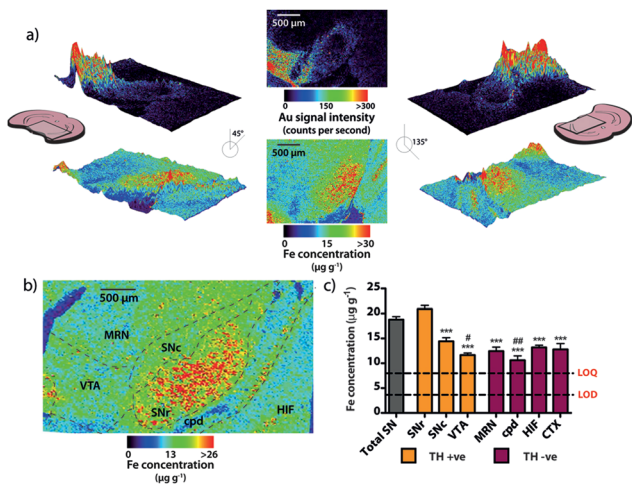 a)
500 µm
0 150 >300
Au signal intensity
(counts per second)
45°
135°
500 µm
0 15 >30
Fe concentration
(µg g⁻¹)
b)
500 µm
MRN
SNc
VTA
SNr
cpd
HIF
0 13 >26
Fe concentration
(µg g⁻¹)
c)
Fe concentration (µg g⁻¹)
25
20
15
10
5
0
***
#
***
***
##
***
***
***
LOQ
LOD
Total SN
SNr
SNc
VTA
MRN
cpd
HIF
CTX
TH +ve
TH -ve